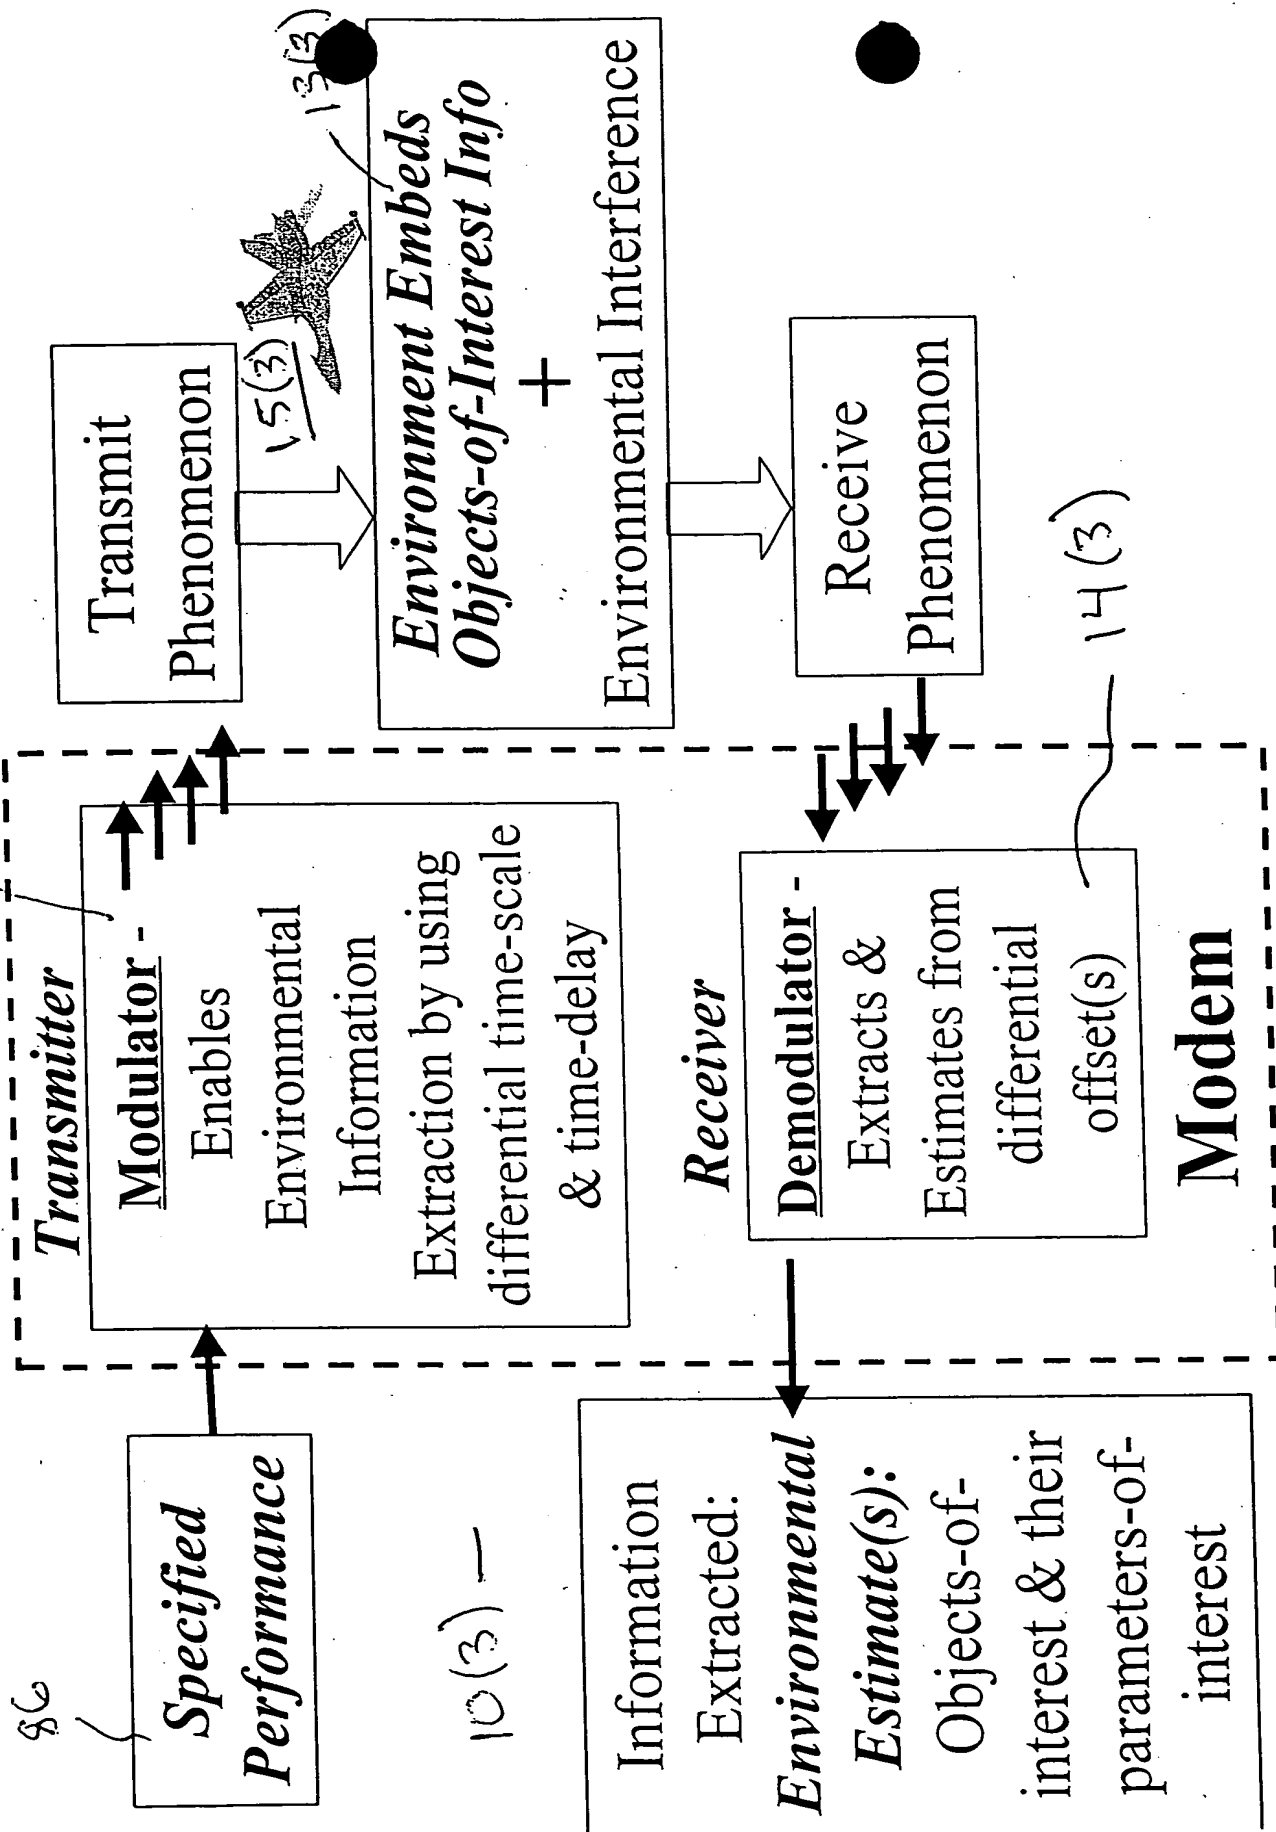 86
Specified
Performance
10(3)
Information
Extracted:
Environmental
Estimate(s):
Objects-of-
interest & their
parameters-of-
interest
Transmitter
Modulator -
Enables
Environmental
Information
Extraction by using
differential time-scale
& time-delay
Receiver
Demodulator -
Extracts &
Estimates from
differential
offset(s)
14(3)
Modem
Transmit
Phenomenon
15(3)
13(3)
Environment Embeds
Objects-of-Interest Info
+
Environmental Interference
Receive
Phenomenon